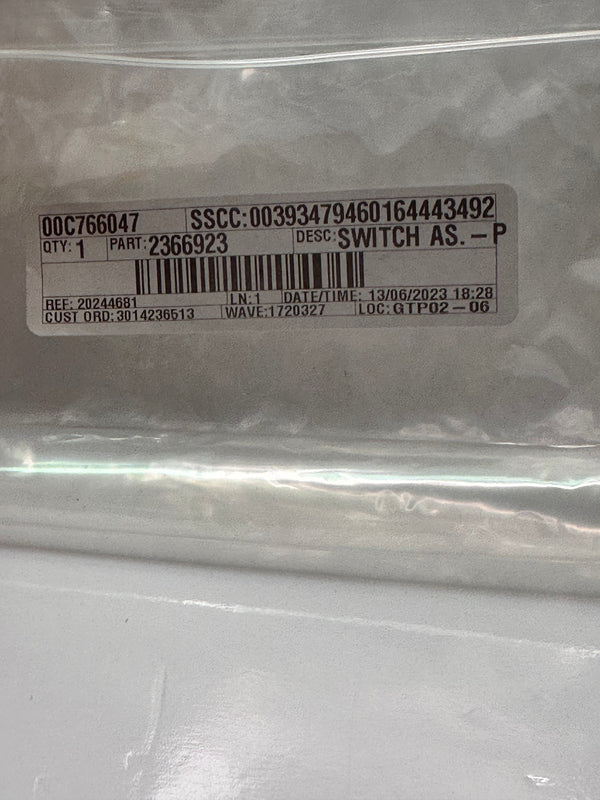 00C766047 SSCC:00393479460164443492
QTY: 1 PART: 2366923 DESC: SWITCH AS. - P
REF: 20244681 LN: 1 DATE/TIME: 13/06/2023 18:28
CUST ORD: 3014236513 WAVE:1720327 LOC: GTP02-06